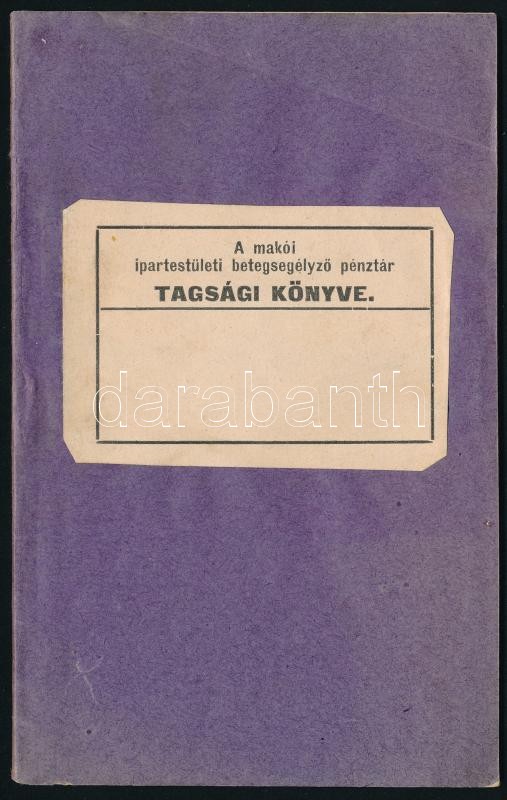 A makói
ipartestületi betegsegélyző pénztár
TAGSÁGI KÖNYVE.
darabanth